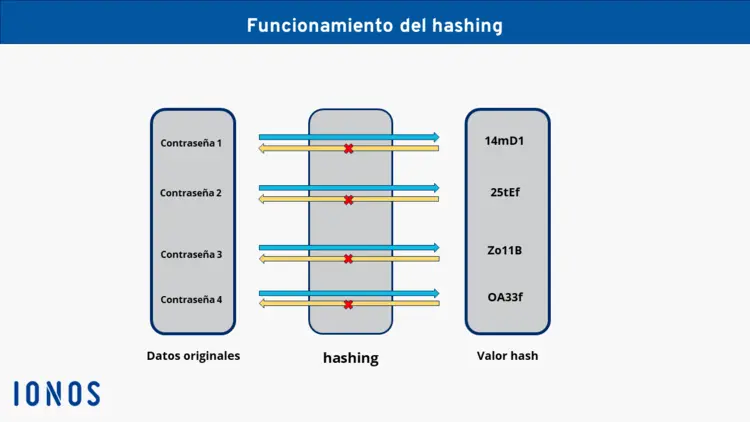 Funcionamiento del hashing
Contraseña 1
14mD1
Contraseña 2
25tEf
Contraseña 3
Zo11B
Contraseña 4
OA33f
Datos originales
hashing
Valor hash
IONOS